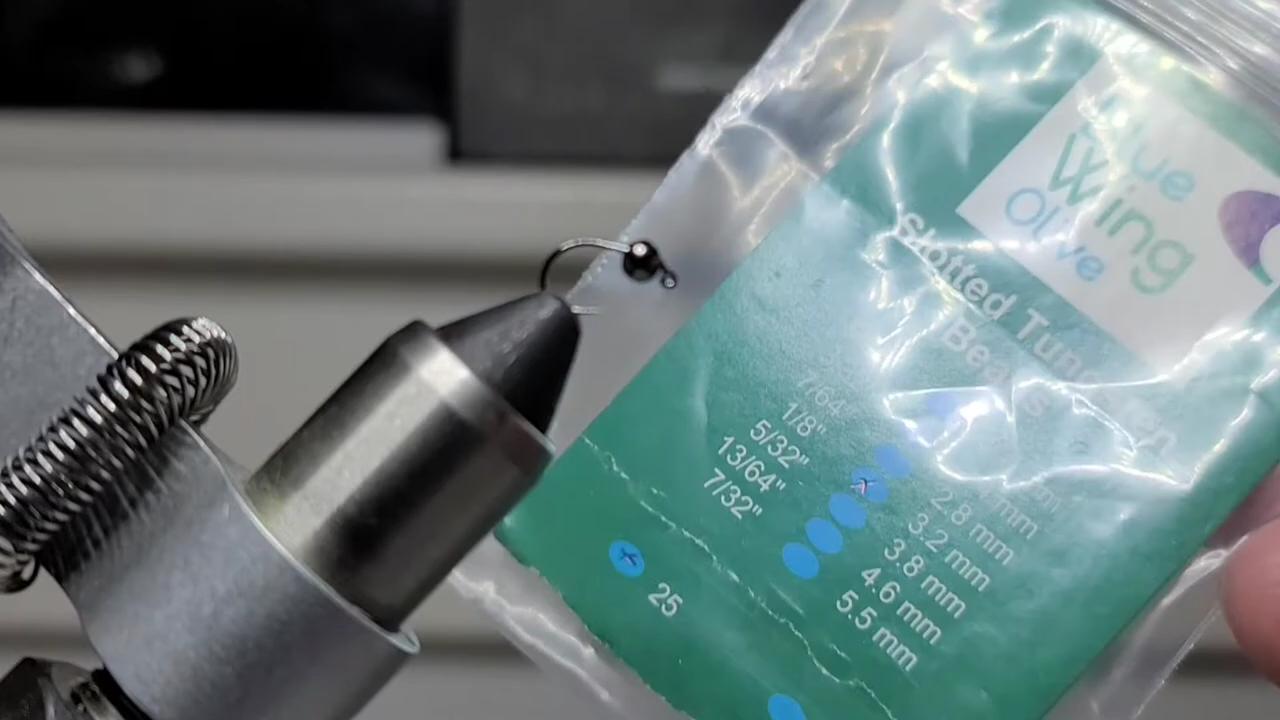 Blue
Wing
Olive
Slotted Tungsten
Beads
7/64"
1/8"
5/32"
13/64"
7/32"
mm
2.8 mm
3.2 mm
3.8 mm
4.6 mm
5.5 mm
25